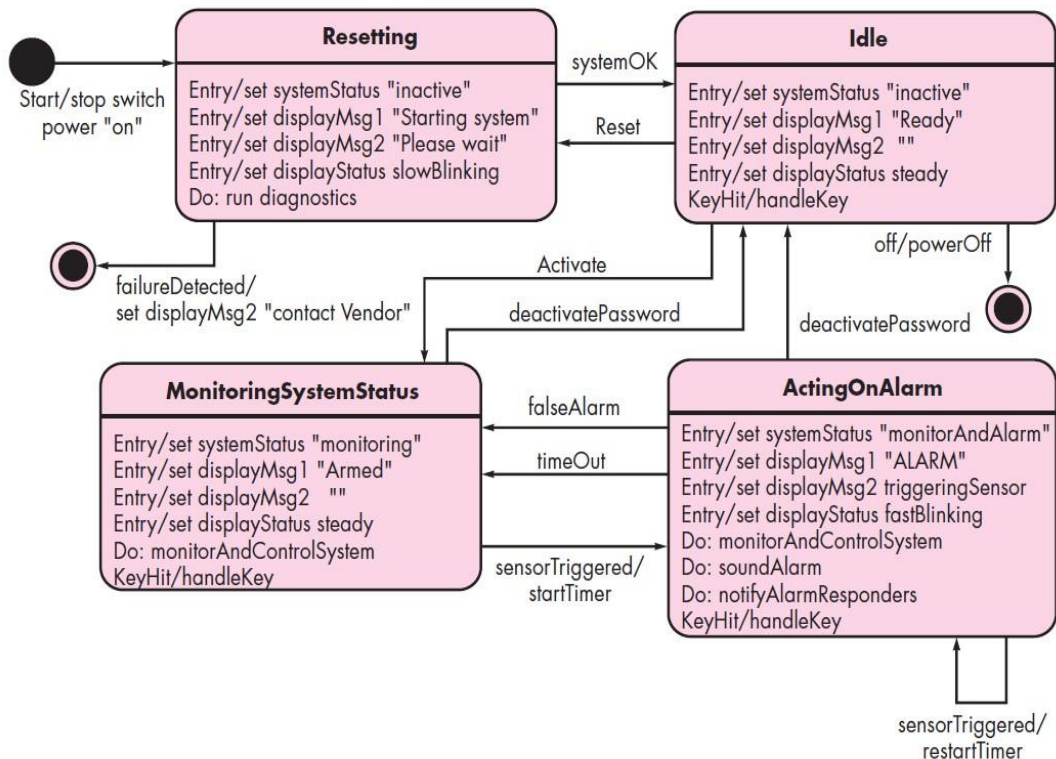 Start/stop switch
power "on"
Resetting
Entry/set systemStatus "inactive"
Entry/set displayMsg1 "Starting system"
Entry/set displayMsg2 "Please wait"
Entry/set displayStatus slowBlinking
Do: run diagnostics
systemOK
Reset
Idle
Entry/set systemStatus "inactive"
Entry/set displayMsg1 "Ready"
Entry/set displayMsg2 ""
Entry/set displayStatus steady
KeyHit/handleKey
failureDetected/
set displayMsg2 "contact Vendor"
Activate
deactivatePassword
off/powerOff
deactivatePassword
MonitoringSystemStatus
Entry/set systemStatus "monitoring"
Entry/set displayMsg1 "Armed"
Entry/set displayMsg2 ""
Entry/set displayStatus steady
Do: monitorAndControlSystem
KeyHit/handleKey
falseAlarm
timeOut
sensorTriggered/
startTimer
ActingOnAlarm
Entry/set systemStatus "monitorAndAlarm"
Entry/set displayMsg1 "ALARM"
Entry/set displayMsg2 triggeringSensor
Entry/set displayStatus fastBlinking
Do: monitorAndControlSystem
Do: soundAlarm
Do: notifyAlarmResponders
KeyHit/handleKey
sensorTriggered/
restartTimer